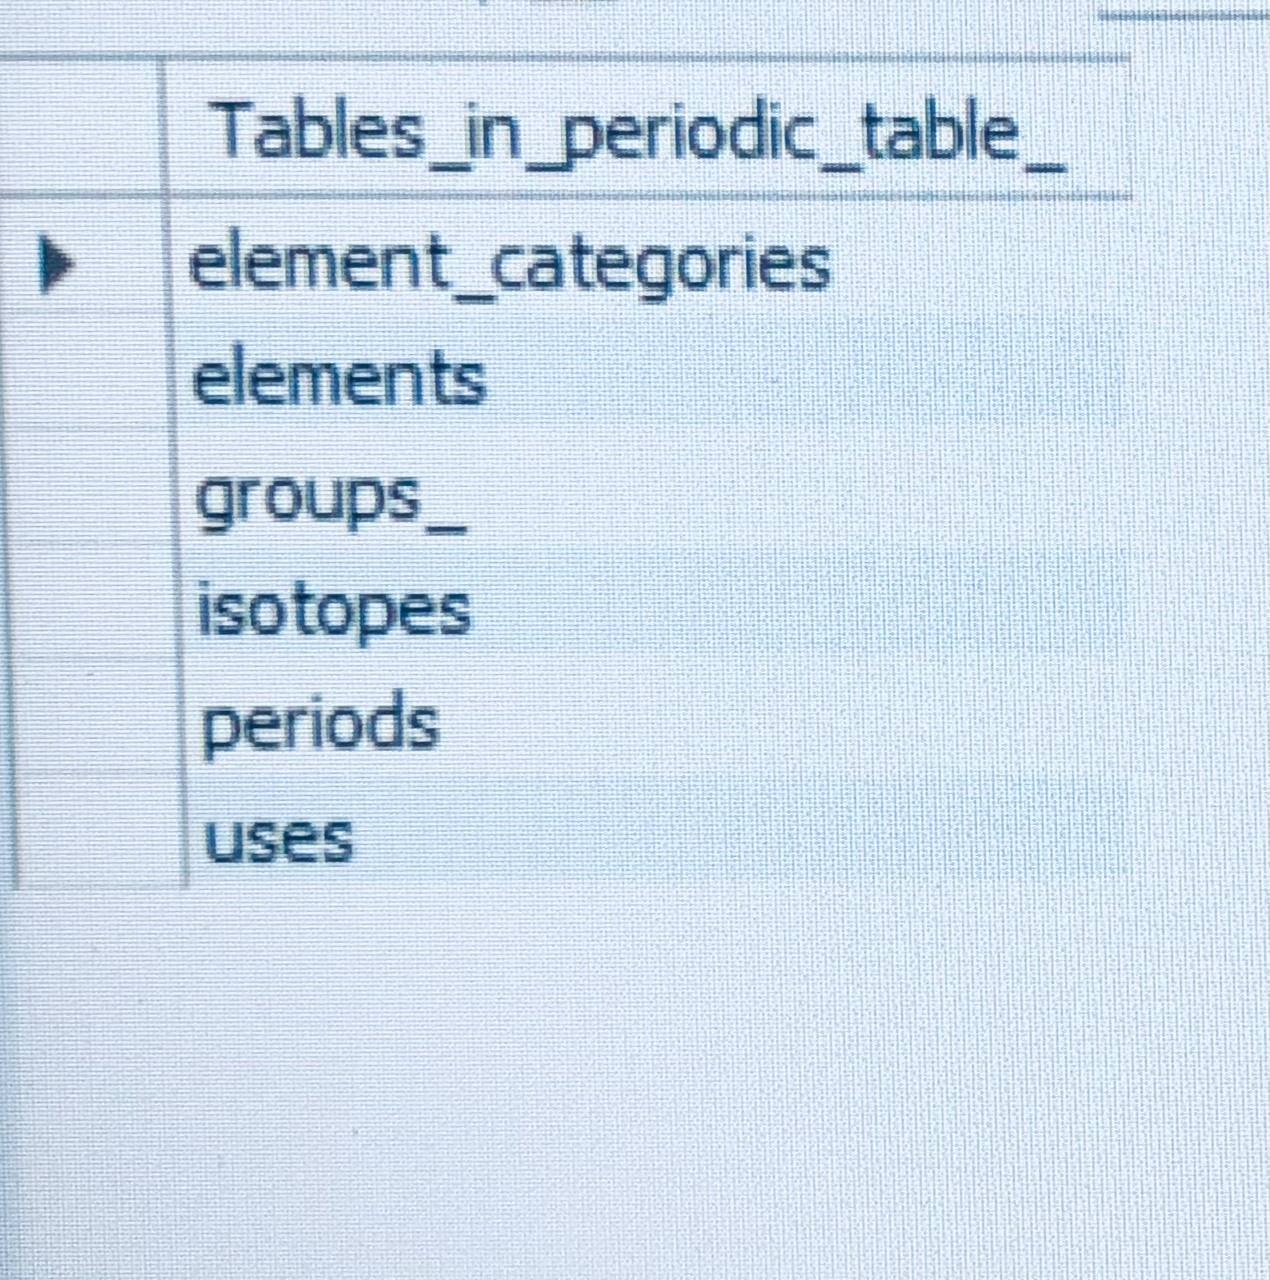 Tables_in_periodic_table_
element_categories
elements
groups_
isotopes
periods
uses